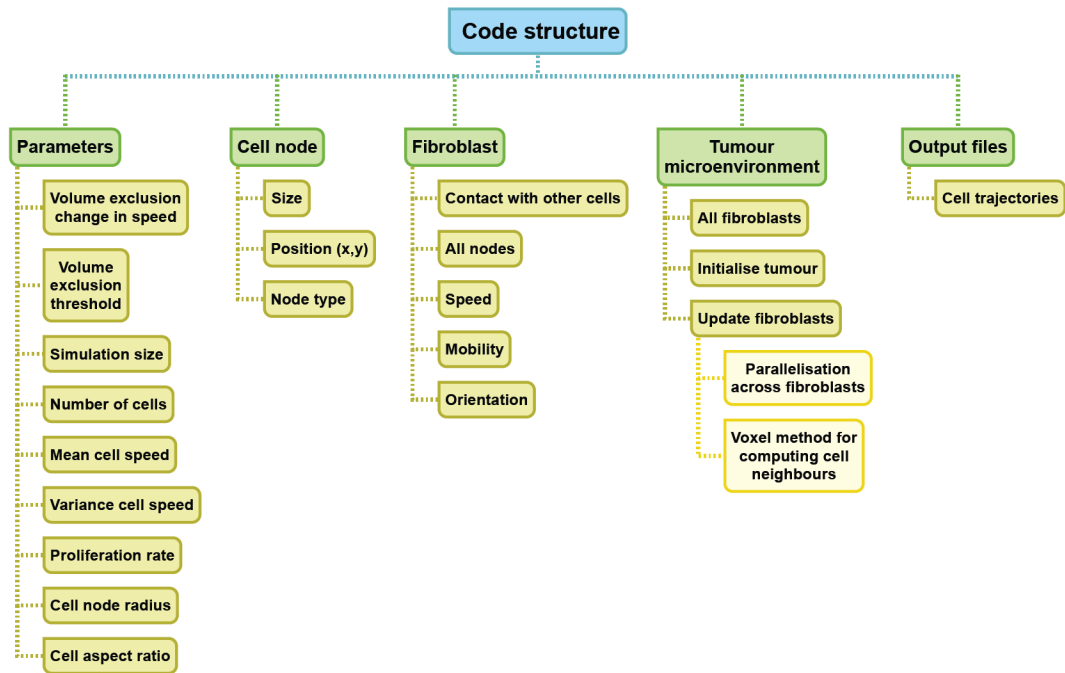 Code structure
Parameters
Volume exclusion
change in speed
Volume
exclusion
threshold
Simulation size
Number of cells
Mean cell speed
Variance cell speed
Proliferation rate
Cell node radius
Cell aspect ratio
Cell node
Size
Position (x,y)
Node type
Fibroblast
Contact with other cells
All nodes
Speed
Mobility
Orientation
Tumour
microenvironment
All fibroblasts
Initialise tumour
Update fibroblasts
Parallelisation
across fibroblasts
Voxel method for
computing cell
neighbours
Output files
Cell trajectories